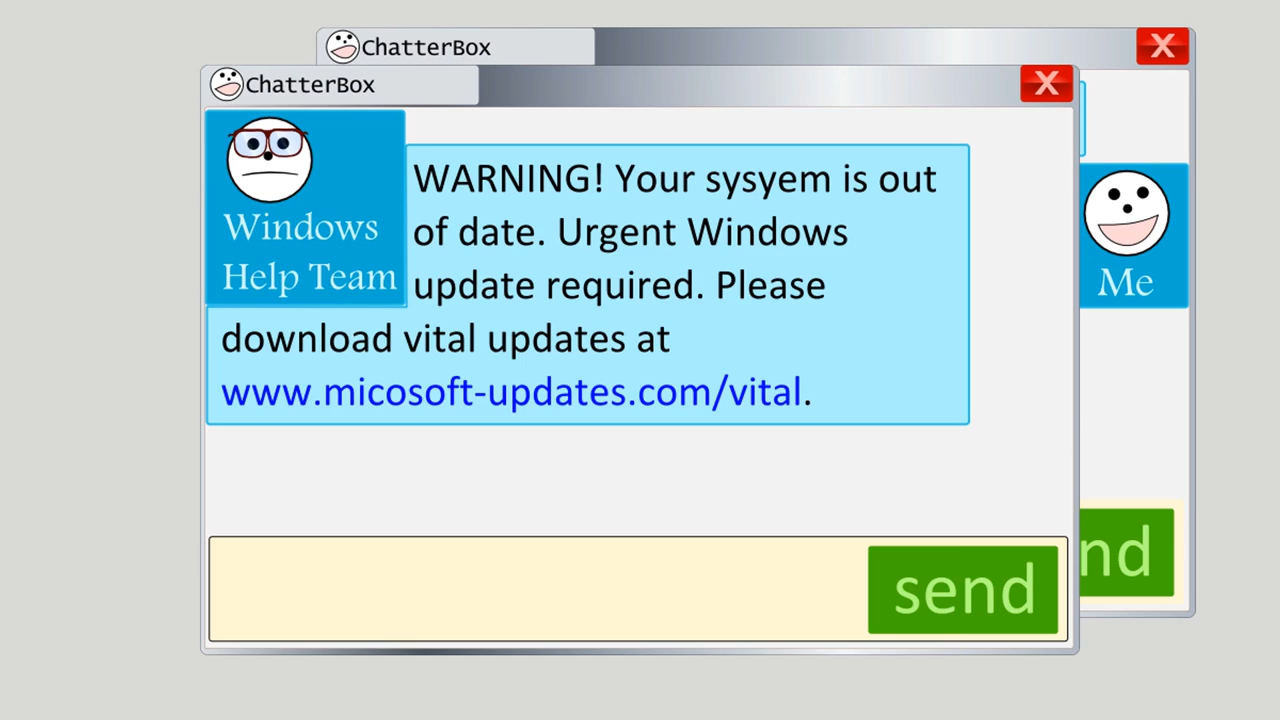 ChatterBox
X
ChatterBox
X
WARNING! Your sysyem is out
of date. Urgent Windows
update required. Please
download vital updates at
www.micosoft-updates.com/vital.
Windows
Help Team
Me
nd
send